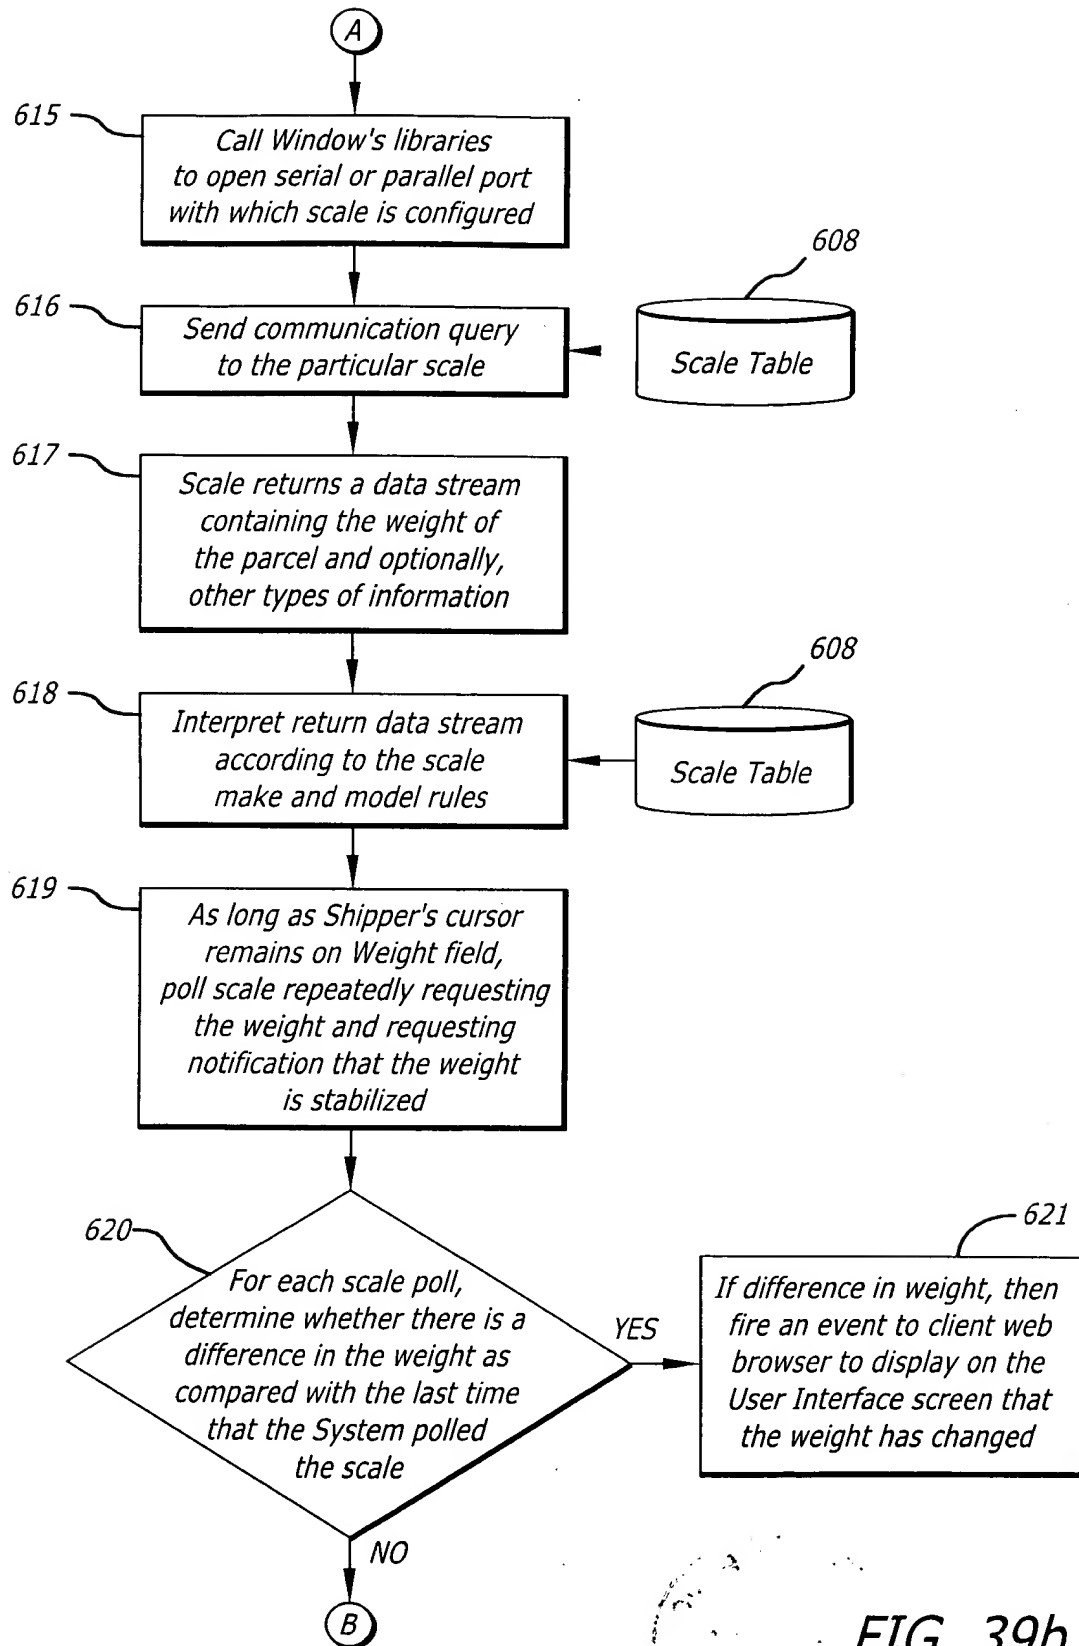 A
615
Call Window's libraries
to open serial or parallel port
with which scale is configured
608
616
Send communication query
to the particular scale
Scale Table
617
Scale returns a data stream
containing the weight of
the parcel and optionally,
other types of information
608
618
Interpret return data stream
according to the scale
make and model rules
Scale Table
619
As long as Shipper's cursor
remains on Weight field,
poll scale repeatedly requesting
the weight and requesting
notification that the weight
is stabilized
620
For each scale poll,
determine whether there is a
difference in the weight as
compared with the last time
that the System polled
the scale
YES
621
If difference in weight, then
fire an event to client web
browser to display on the
User Interface screen that
the weight has changed
NO
B
FIG. 39b